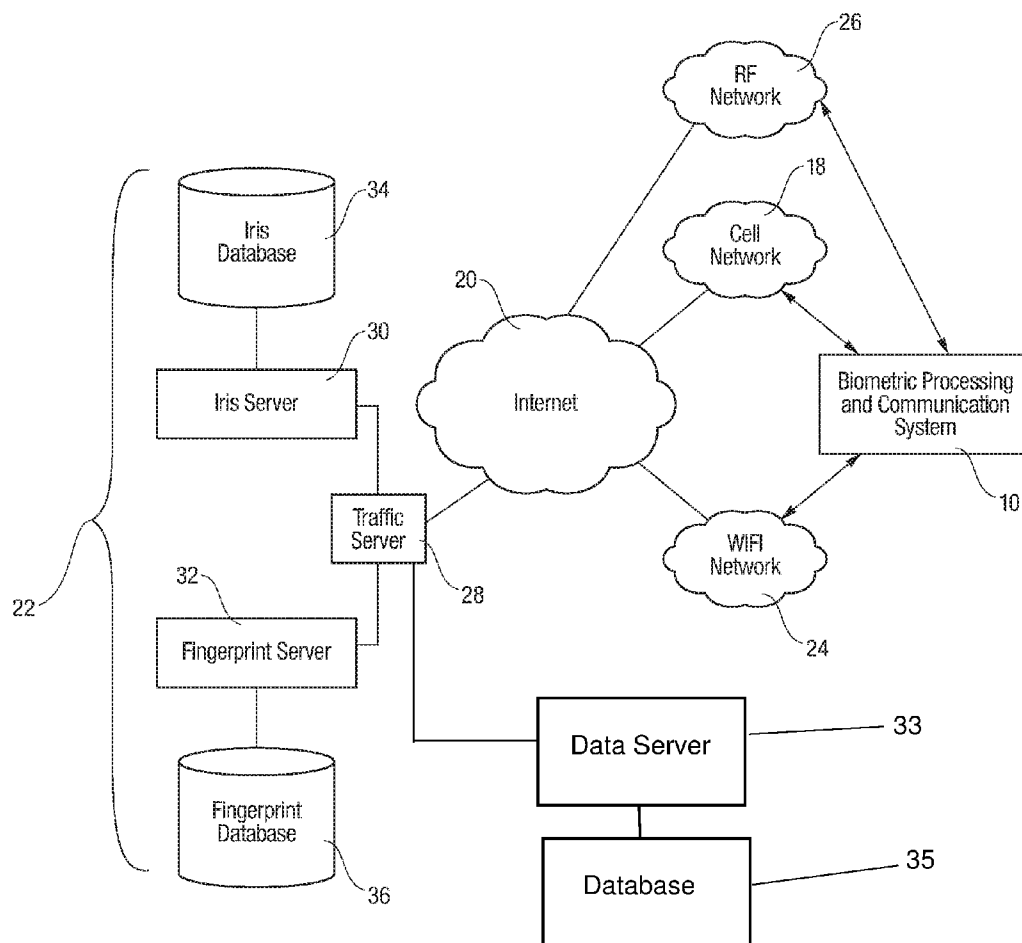 26
RF
Network
18
Cell
Network
34
Iris
Database
20
30
Iris Server
Internet
Biometric Processing
and Communication
System
10
Traffic
Server
28
WIFI
Network
24
22
32
Fingerprint Server
Data Server
33
Fingerprint
Database
36
Database
35